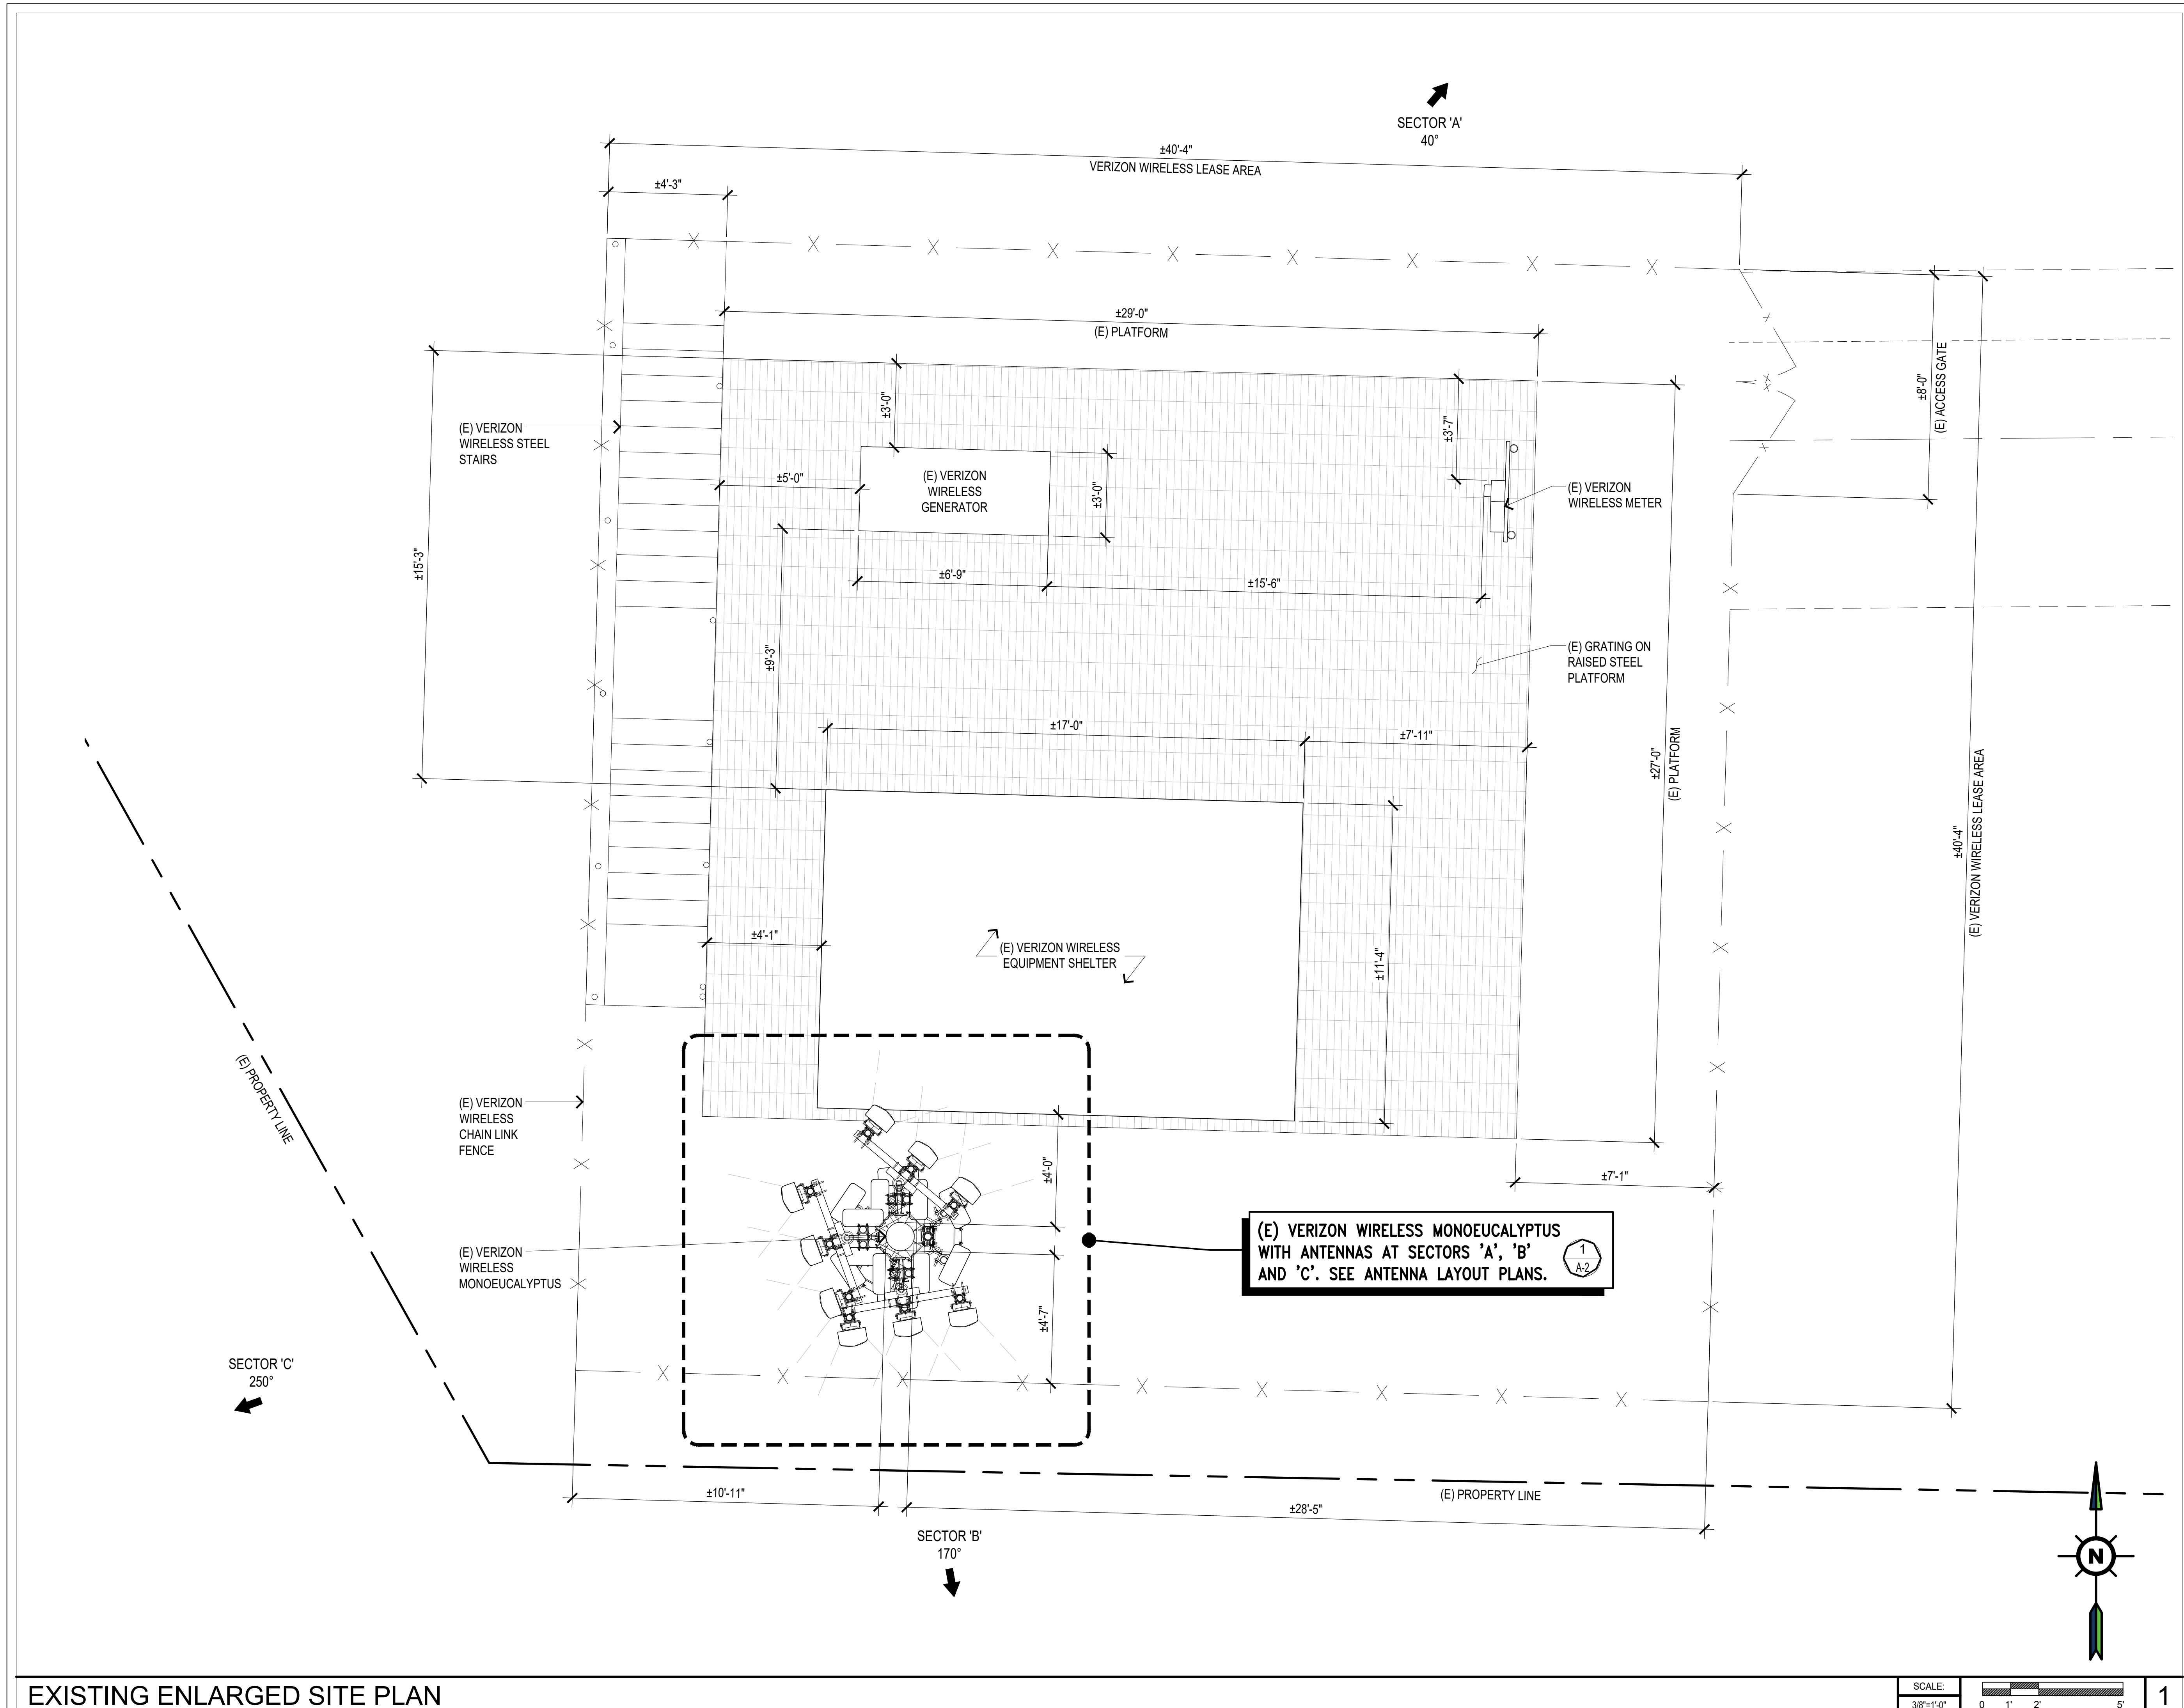 SECTOR 'A'
40°
±40'-4"
VERIZON WIRELESS LEASE AREA
±4'-3"
±29'-0"
(E) PLATFORM
±8'-0"
(E) ACCESS GATE
±3'-0"
±3'-7"
(E) VERIZON
WIRELESS STEEL
STAIRS
±5'-0"
(E) VERIZON
WIRELESS
GENERATOR
±3'-0"
(E) VERIZON
WIRELESS METER
±15'-3"
±6'-9"
±15'-6"
±9'-3"
(E) GRATING ON
RAISED STEEL
PLATFORM
±17'-0"
±7'-11"
±27'-0"
(E) PLATFORM
±40'-4"
(E) VERIZON WIRELESS LEASE AREA
±4'-1"
(E) VERIZON WIRELESS
EQUIPMENT SHELTER
±11'-4"
(E) PROPERTY LINE
(E) VERIZON
WIRELESS
CHAIN LINK
FENCE
±4'-0"
±7'-1"
(E) VERIZON
WIRELESS
MONOEUCALYPTUS
(E) VERIZON WIRELESS MONOEUCALYPTUS
WITH ANTENNAS AT SECTORS 'A', 'B'
AND 'C'. SEE ANTENNA LAYOUT PLANS.
1
A-2
±4'-7"
SECTOR 'C'
250°
±10'-11"
±28'-5"
(E) PROPERTY LINE
SECTOR 'B'
170°
N
EXISTING ENLARGED SITE PLAN
SCALE:
3/8"=1'-0"
0 1' 2' 5'
1